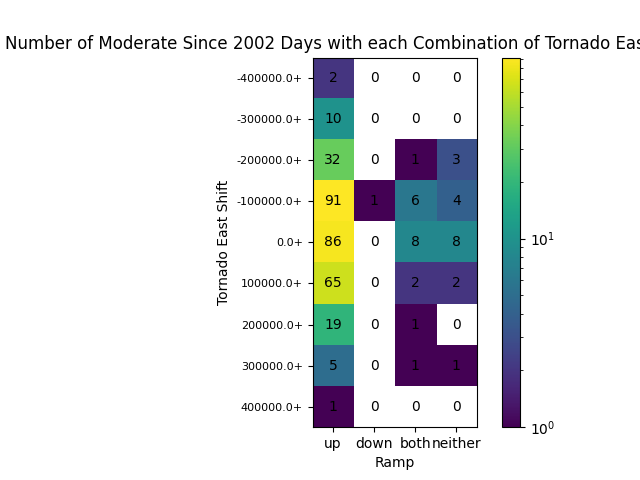 Number of Moderate Since 2002 Days with each Combination of Tornado Eas
-400000.0+ 2 0 0 0
-300000.0+ 10 0 0 0
-200000.0+ 32 0 1 3
-100000.0+ 91 1 6 4
0.0+ 86 0 8 8
100000.0+ 65 0 2 2
200000.0+ 19 0 1 0
300000.0+ 5 0 1 1
400000.0+ 1 0 0 0
up down both neither
Ramp
Tornado East Shift
10¹
10⁰